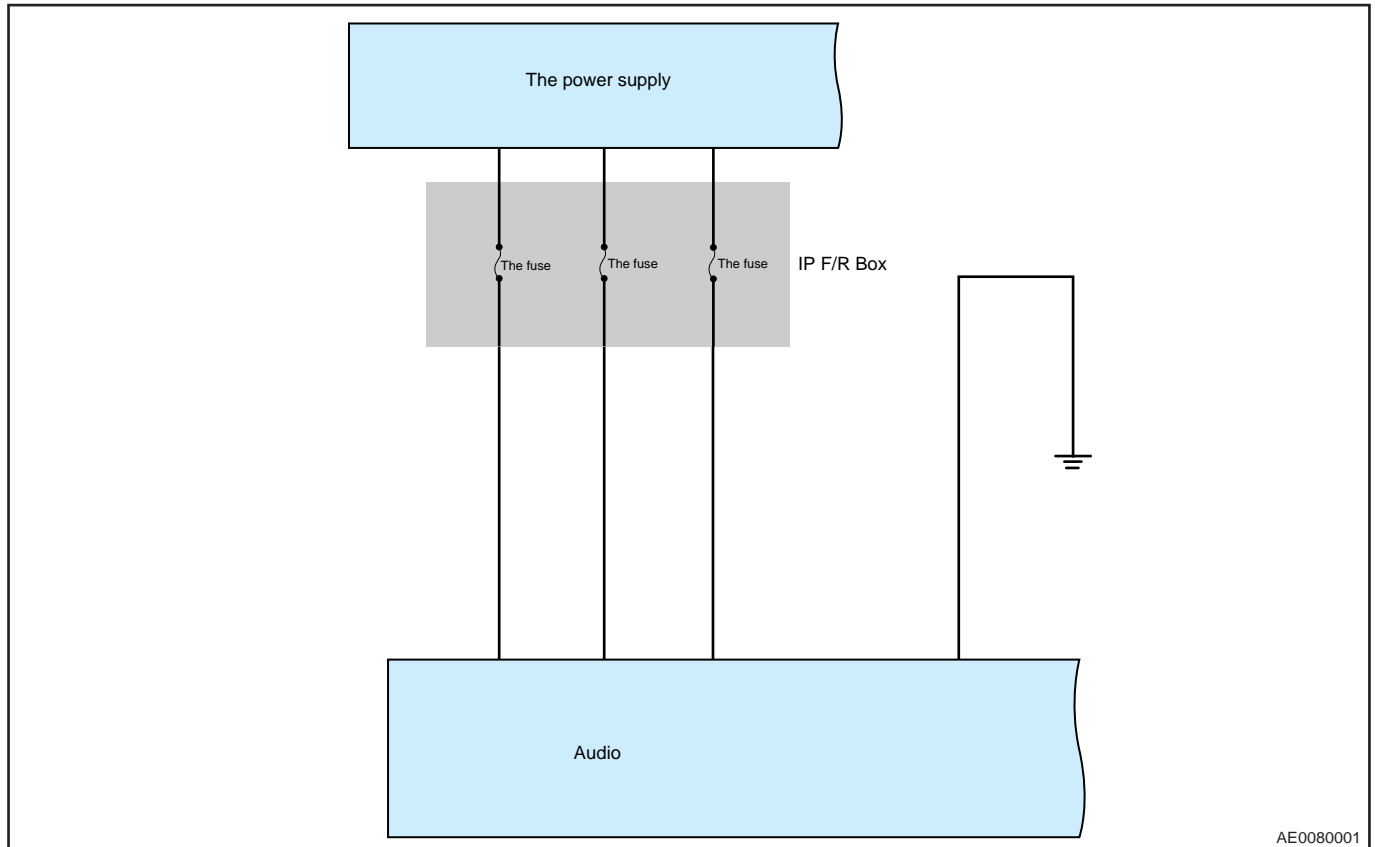 The power supply
The fuse
The fuse
The fuse
IP F/R Box
Audio
AE0080001